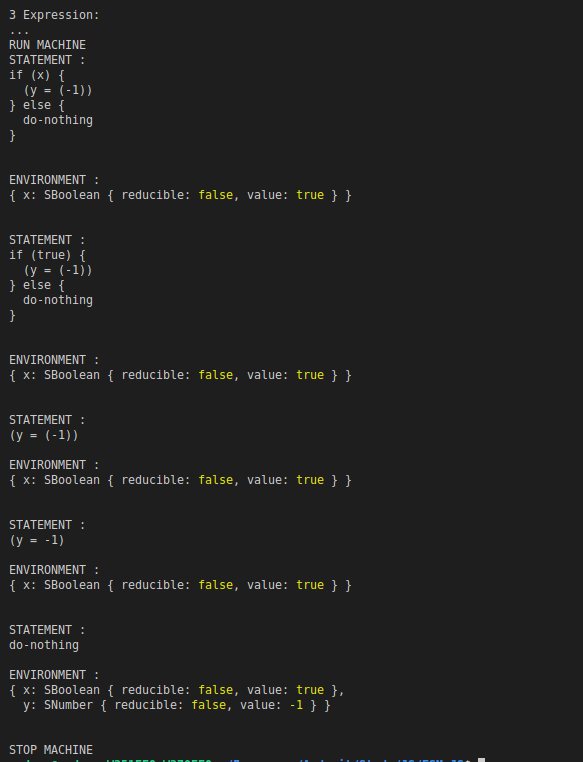 3 Expression:
...
RUN MACHINE
STATEMENT :
if (x) {
  (y = (-1))
} else {
  do-nothing
}
ENVIRONMENT :
{ x: SBoolean { reducible: false, value: true } }
STATEMENT :
if (true) {
  (y = (-1))
} else {
  do-nothing
}
ENVIRONMENT :
{ x: SBoolean { reducible: false, value: true } }
STATEMENT :
(y = (-1))
ENVIRONMENT :
{ x: SBoolean { reducible: false, value: true } }
STATEMENT :
(y = -1)
ENVIRONMENT :
{ x: SBoolean { reducible: false, value: true } }
STATEMENT :
do-nothing
ENVIRONMENT :
{ x: SBoolean { reducible: false, value: true },
  y: SNumber { reducible: false, value: -1 } }
STOP MACHINE